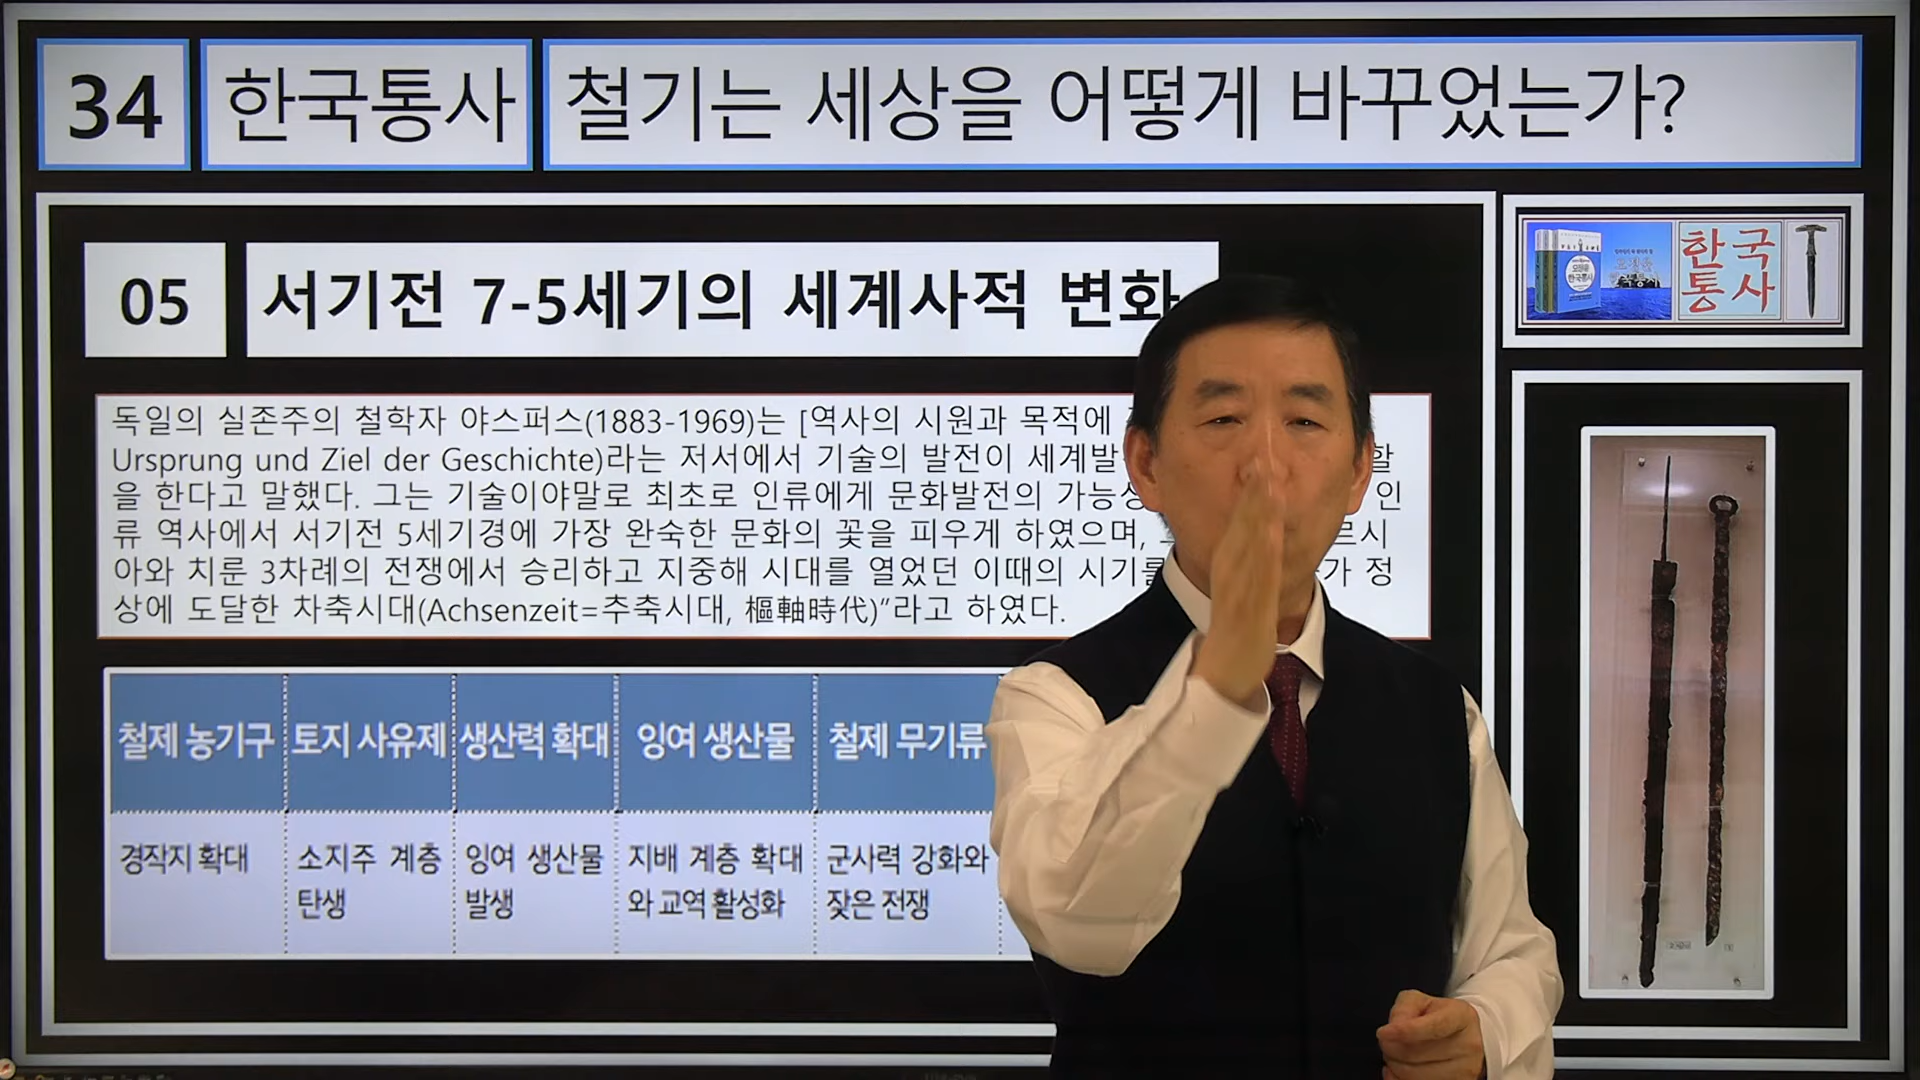 34 한국통사 철기는 세상을 어떻게 바꾸었는가?
05 서기전 7-5세기의 세계사적 변화
한국
통사
독일의 실존주의 철학자 야스퍼스(1883-1969)는 [역사의 시원과 목적에
Ursprung und Ziel der Geschichte)라는 저서에서 기술의 발전이 세계발 할
을 한다고 말했다. 그는 기술이야말로 최초로 인류에게 문화발전의 가능성 인
류 역사에서 서기전 5세기경에 가장 완숙한 문화의 꽃을 피우게 하였으며, 르시
아와 치룬 3차례의 전쟁에서 승리하고 지중해 시대를 열었던 이때의 시기를 가 정
상에 도달한 차축시대(Achsenzeit=추축시대, 樞軸時代)”라고 하였다.
철제 농기구 토지 사유제 생산력 확대 잉여 생산물 철제 무기류
경작지 확대 소지주 계층 잉여 생산물 지배 계층 확대 군사력 강화와
탄생 발생 와 교역 활성화 잦은 전쟁